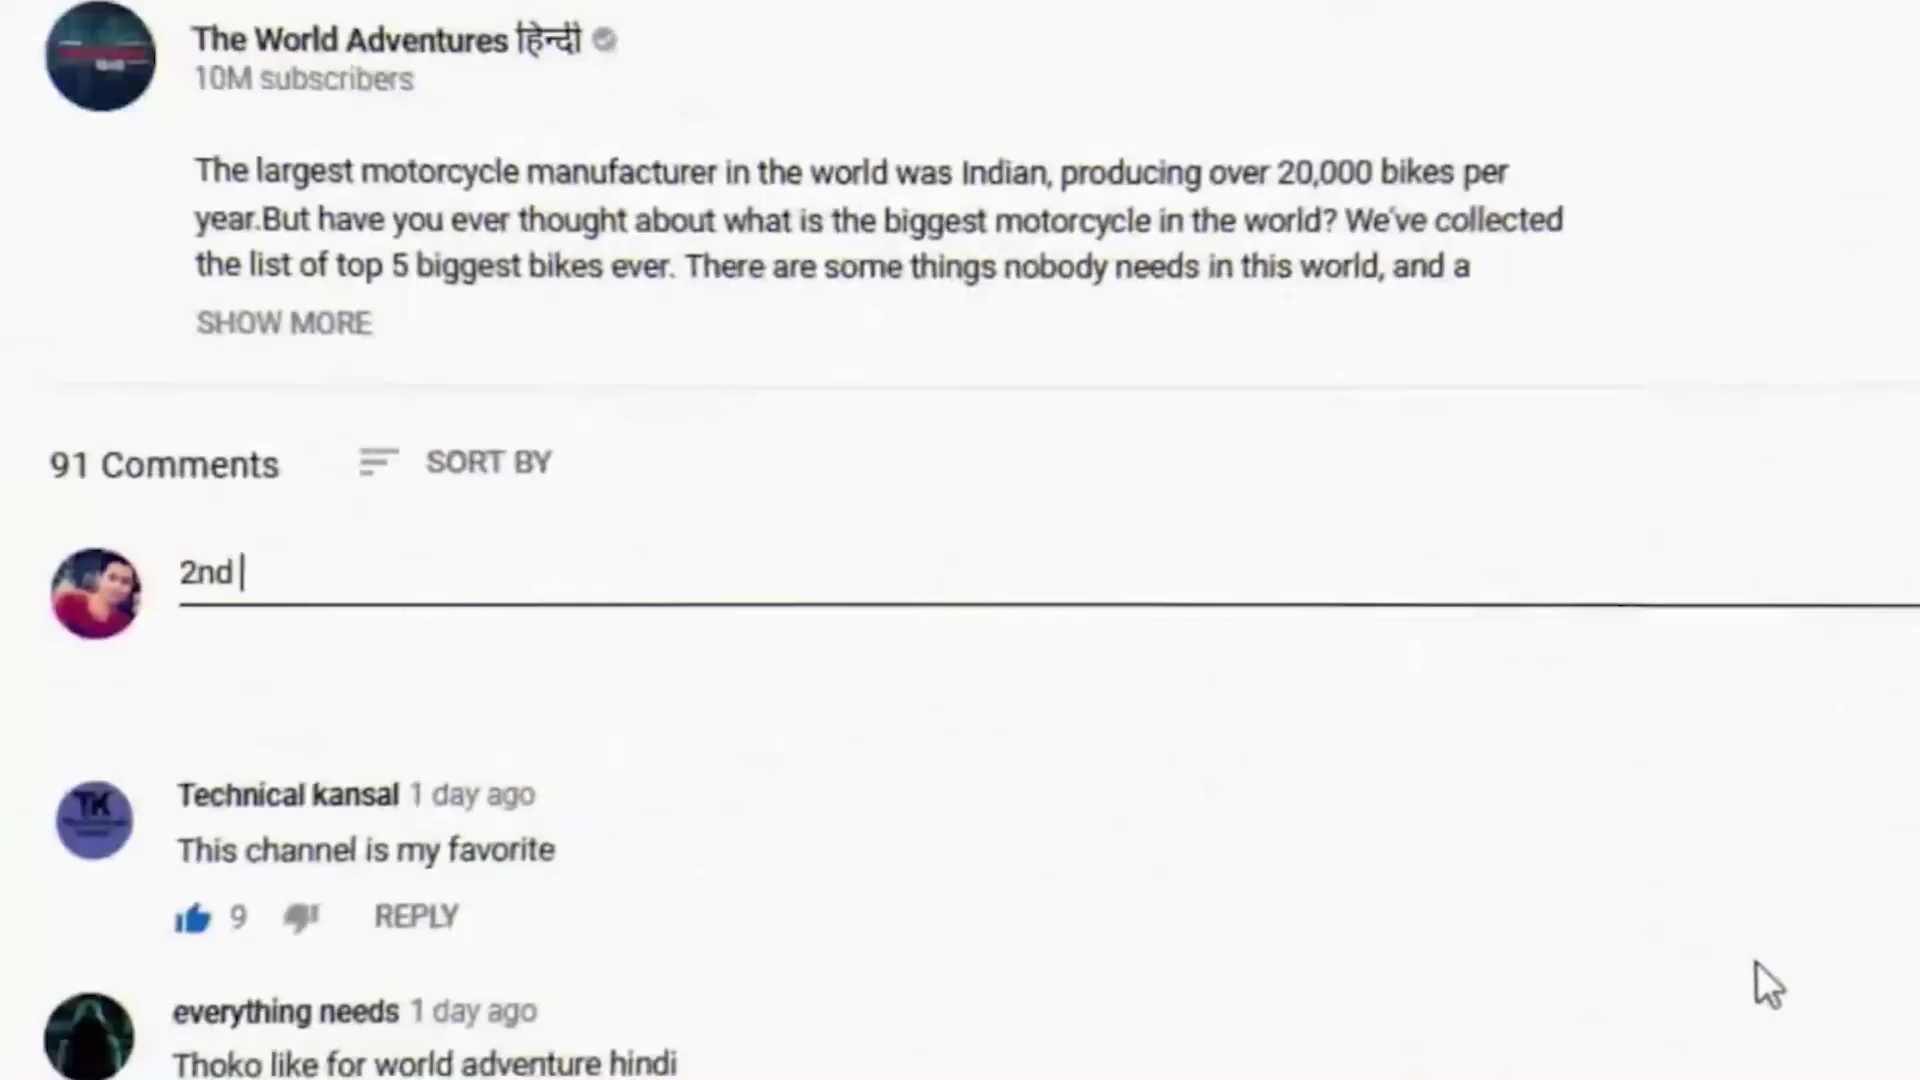 The World Adventures हिन्दी
10M subscribers
The largest motorcycle manufacturer in the world was Indian, producing over 20,000 bikes per
year.But have you ever thought about what is the biggest motorcycle in the world? We've collected
the list of top 5 biggest bikes ever. There are some things nobody needs in this world, and a
SHOW MORE
91 Comments SORT BY
2nd
TK
Technical kansal 1 day ago
This channel is my favorite
9 REPLY
everything needs 1 day ago
Thoko like for world adventure hindi